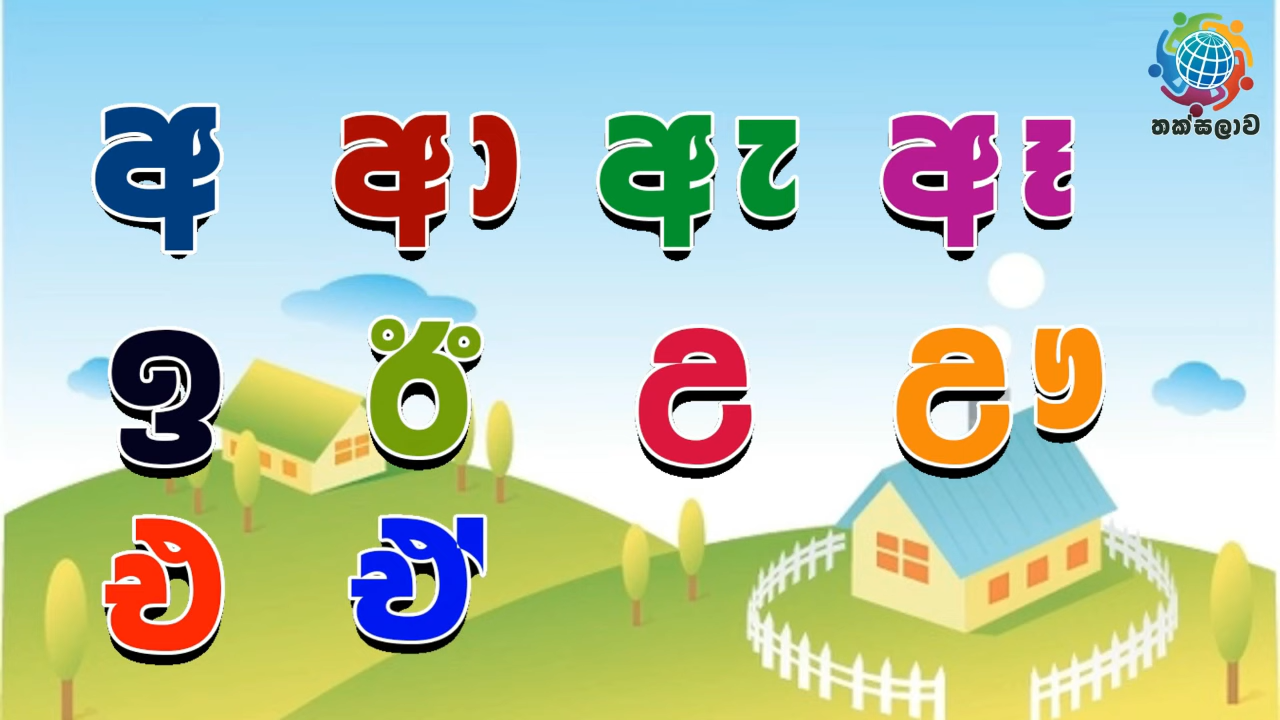 තක්සලාව
අ ආ ඇ ඈ
ඉ ඊ උ ඌ
එ ඒ